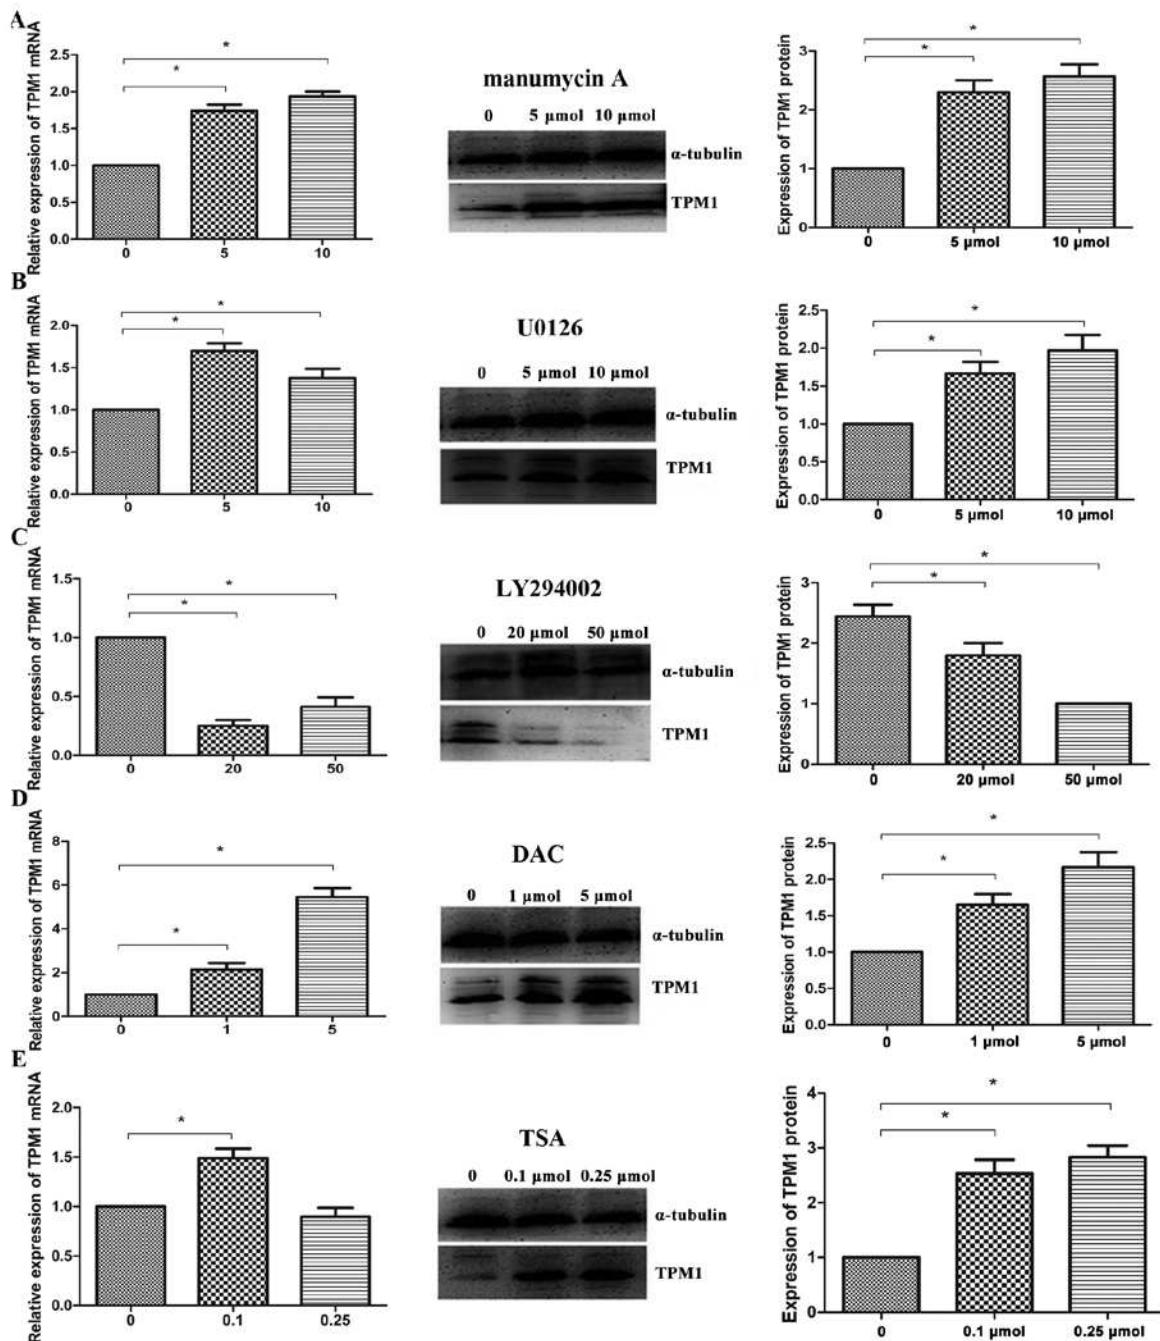 A
Relative expression of TPM1 mRNA
2.5
2.0
1.5
1.0
0.5
0.0
*
*
0 5 10
manumycin A
0 5 μmol 10 μmol
α-tubulin
TPM1
Expression of TPM1 protein
3
2
1
0
*
*
0 5 μmol 10 μmol
B
Relative expression of TPM1 mRNA
2.0
1.5
1.0
0.5
0.0
*
*
0 5 10
U0126
0 5 μmol 10 μmol
α-tubulin
TPM1
Expression of TPM1 protein
2.5
2.0
1.5
1.0
0.5
0.0
*
*
0 5 μmol 10 μmol
C
Relative expression of TPM1 mRNA
1.5
1.0
0.5
0.0
*
*
0 20 50
LY294002
0 20 μmol 50 μmol
α-tubulin
TPM1
Expression of TPM1 protein
3
2
1
0
*
*
0 20 μmol 50 μmol
D
Relative expression of TPM1 mRNA
8
6
4
2
0
*
*
0 1 5
DAC
0 1 μmol 5 μmol
α-tubulin
TPM1
Expression of TPM1 protein
2.5
2.0
1.5
1.0
0.5
0.0
*
*
0 1 μmol 5 μmol
E
Relative expression of TPM1 mRNA
2.0
1.5
1.0
0.5
0.0
*
0 0.1 0.25
TSA
0 0.1 μmol 0.25 μmol
α-tubulin
TPM1
Expression of TPM1 protein
4
3
2
1
0
*
*
0 0.1 μmol 0.25 μmol